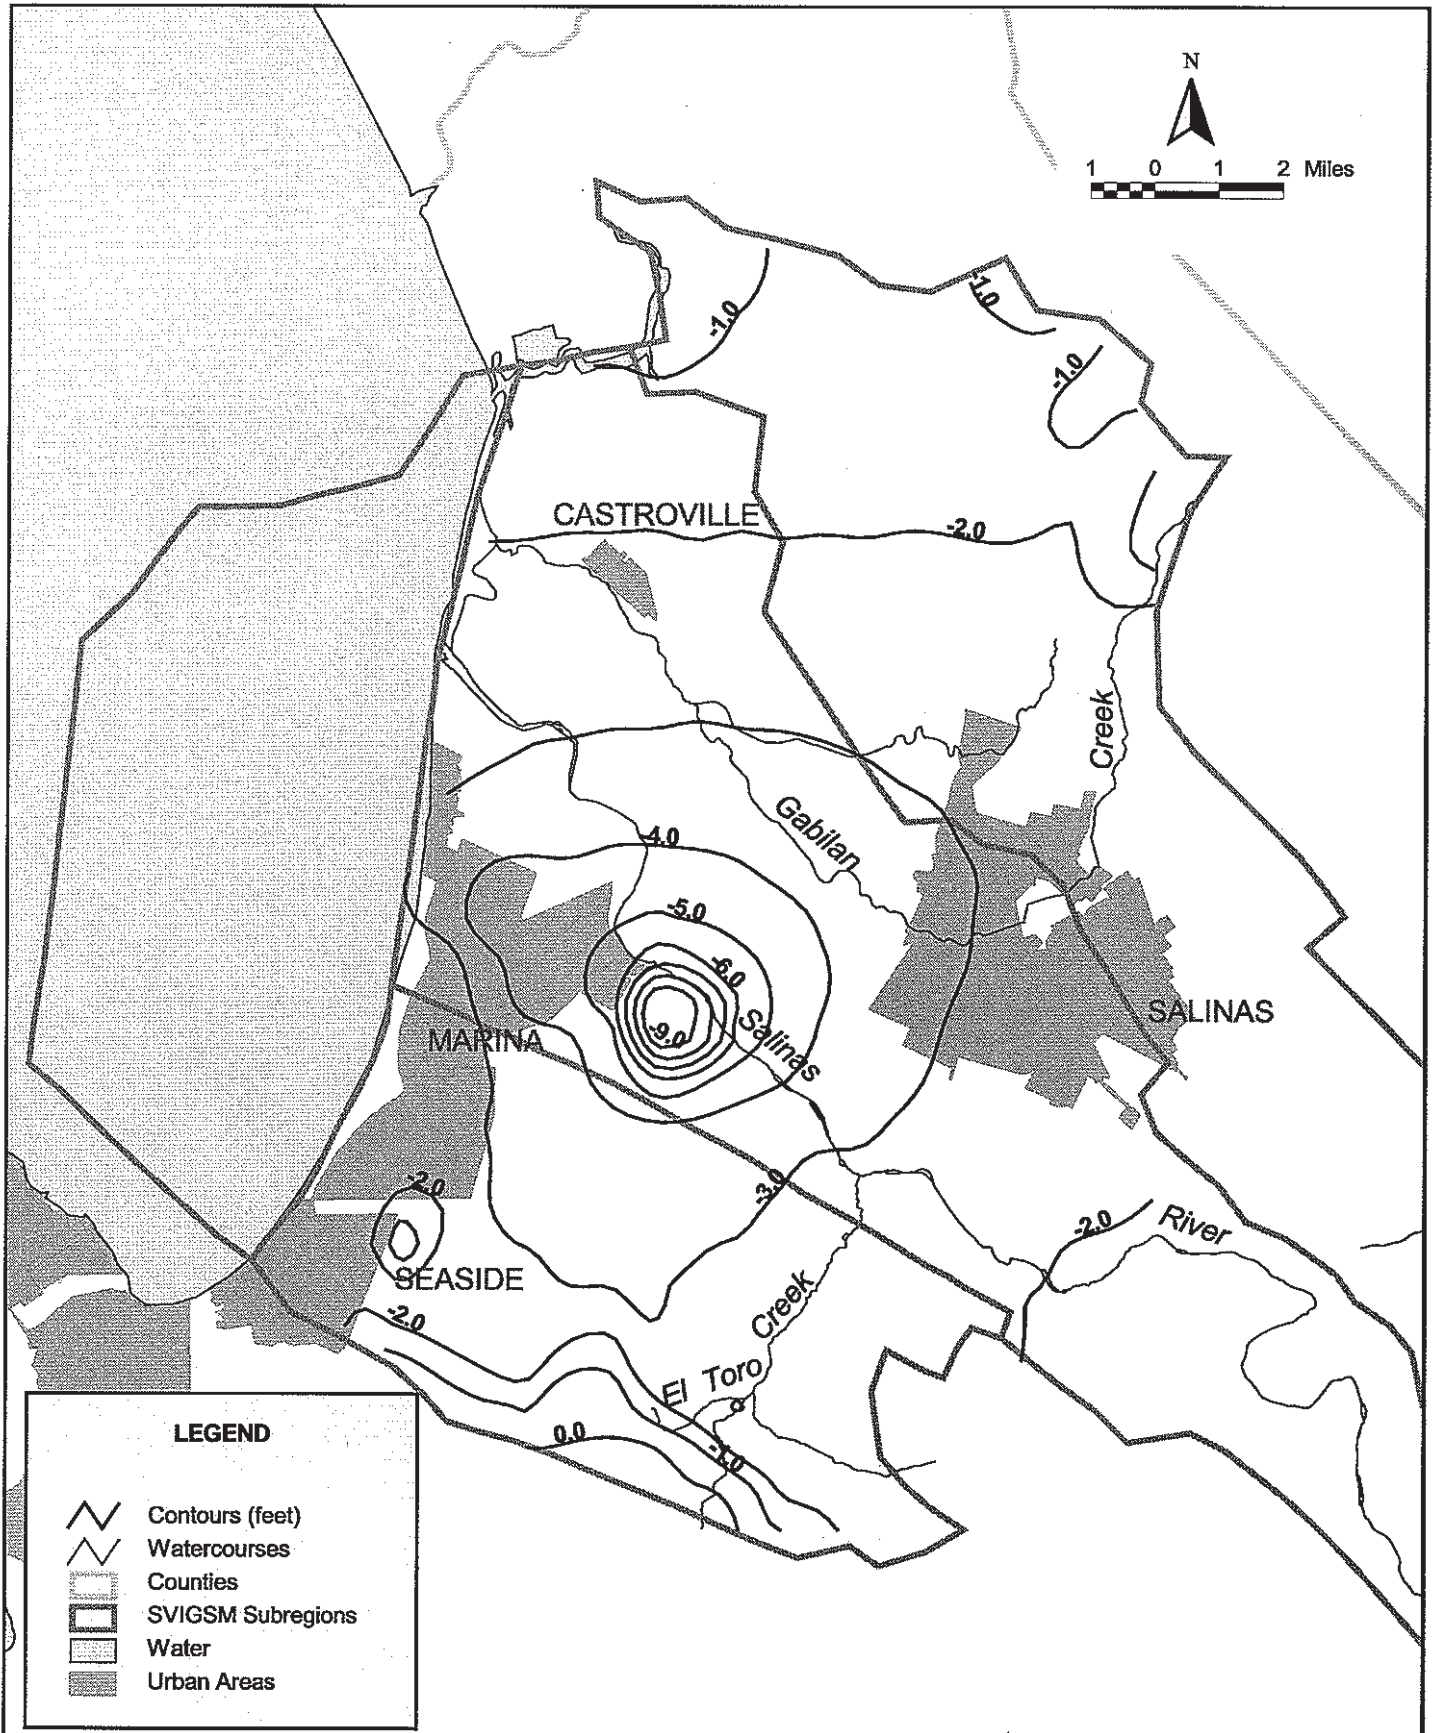 N
1 0 1 2 Miles
-1.0
-1.0
-1.0
CASTROVILLE
-2.0
Creek
Gabilan
-4.0
-5.0
-6.0
-9.0
Salinas
SALINAS
MARINA
-3.0
-2.0
-2.0
River
SEASIDE
Creek
-2.0
El Toro
0.0
-1.0
LEGEND
Contours (feet)
Watercourses
Counties
SVIGSM Subregions
Water
Urban Areas